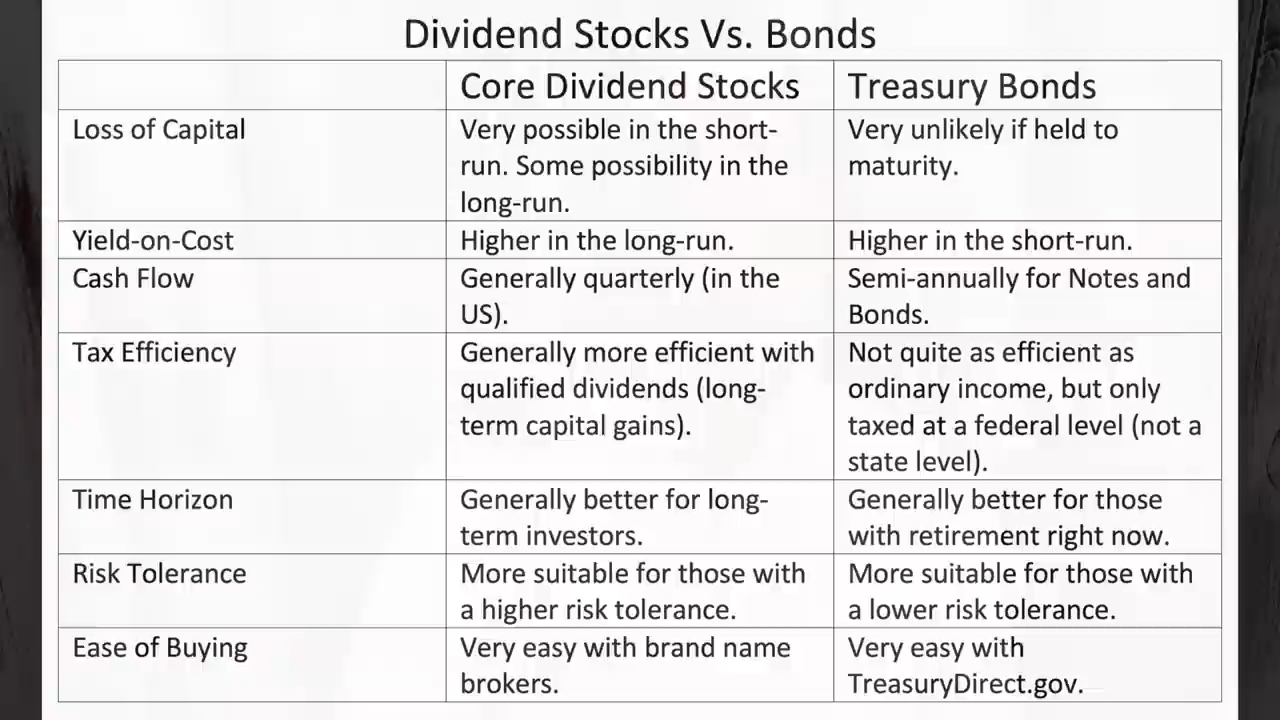 Dividend Stocks Vs. Bonds
Core Dividend Stocks
Treasury Bonds
Loss of Capital
Very possible in the short-
run. Some possibility in the
long-run.
Very unlikely if held to
maturity.
Yield-on-Cost
Higher in the long-run.
Higher in the short-run.
Cash Flow
Generally quarterly (in the
US).
Semi-annually for Notes and
Bonds.
Tax Efficiency
Generally more efficient with
qualified dividends (long-
term capital gains).
Not quite as efficient as
ordinary income, but only
taxed at a federal level (not a
state level).
Time Horizon
Generally better for long-
term investors.
Generally better for those
with retirement right now.
Risk Tolerance
More suitable for those with
a higher risk tolerance.
More suitable for those with
a lower risk tolerance.
Ease of Buying
Very easy with brand name
brokers.
Very easy with
TreasuryDirect.gov.